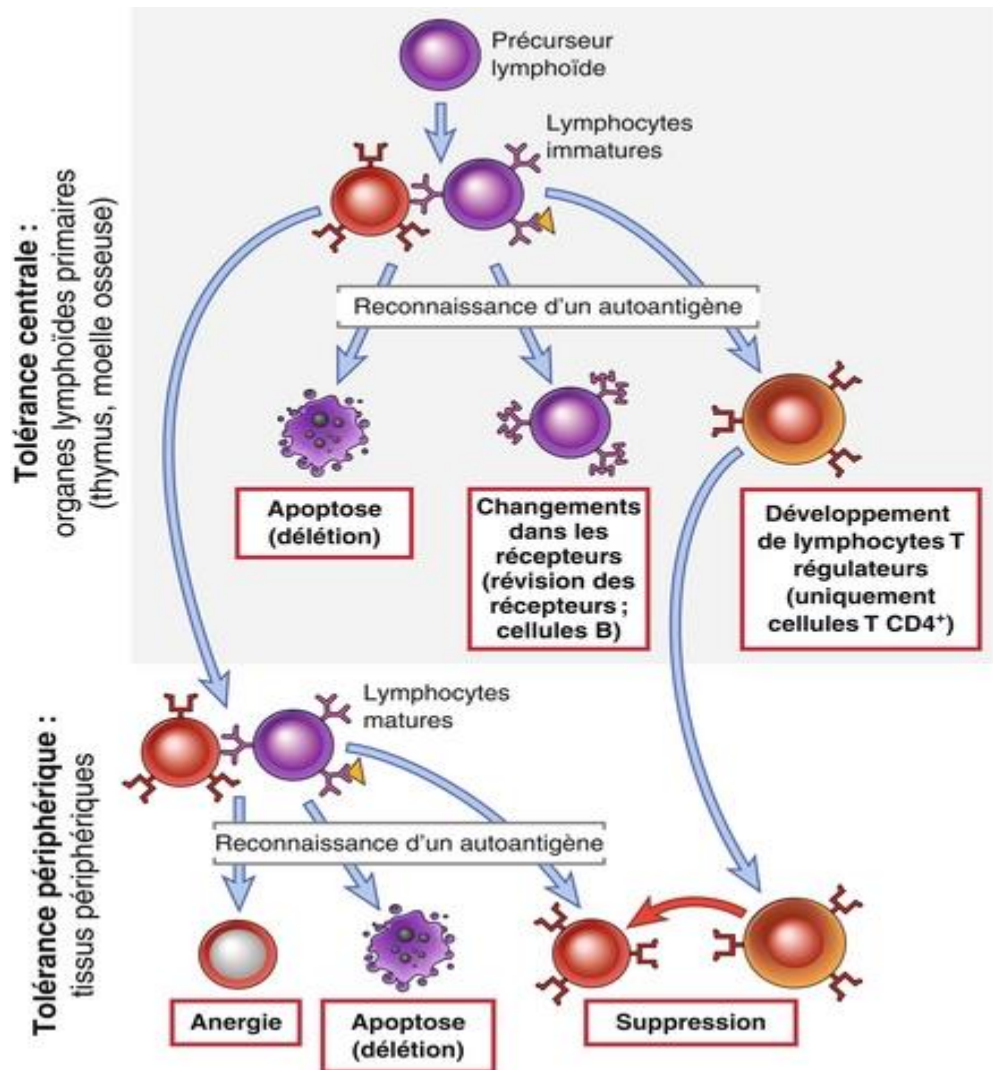 Précurseur
lymphoïde
Lymphocytes
immatures
Tolérance centrale :
organes lymphoïdes primaires
(thymus, moelle osseuse)
Reconnaissance d'un autoantigène
Apoptose
(délétion)
Changements
dans les
récepteurs
(révision des
récepteurs ;
cellules B)
Développement
de lymphocytes T
régulateurs
(uniquement
cellules T CD4⁺)
Lymphocytes
matures
Tolérance périphérique :
tissus périphériques
Reconnaissance d'un autoantigène
Anergie
Apoptose
(délétion)
Suppression